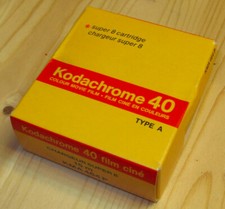 super 8 cartridge
chargeur super 8
Kodachrome 40
COLOUR MOVIE FILM • FILM CINÉ EN COULEURS
TYPE A
Kodachrome 40 film ciné